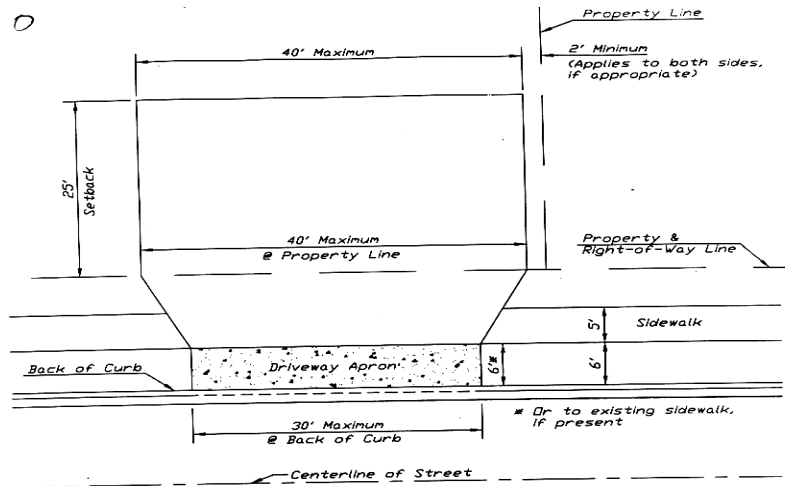 Property Line
40' Maximum
2' Minimum
(Applies to both sides,
if appropriate)
25'
Setback
40' Maximum
@ Property Line
Property &
Right-of-Way Line
5'
Sidewalk
Back of Curb
Driveway Apron
6'*
6'
30' Maximum
@ Back of Curb
* Or to existing sidewalk,
if present
Centerline of Street